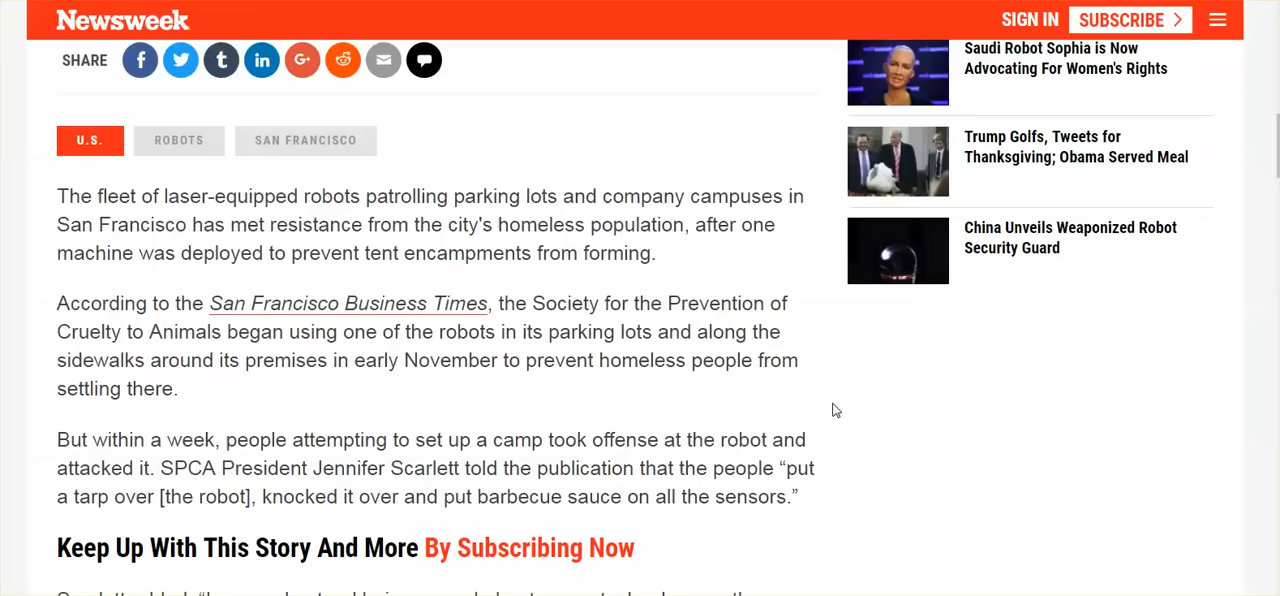 Newsweek
SIGN IN
SUBSCRIBE
SHARE
U.S.
ROBOTS
SAN FRANCISCO
The fleet of laser-equipped robots patrolling parking lots and company campuses in
San Francisco has met resistance from the city's homeless population, after one
machine was deployed to prevent tent encampments from forming.
According to the San Francisco Business Times, the Society for the Prevention of
Cruelty to Animals began using one of the robots in its parking lots and along the
sidewalks around its premises in early November to prevent homeless people from
settling there.
But within a week, people attempting to set up a camp took offense at the robot and
attacked it. SPCA President Jennifer Scarlett told the publication that the people “put
a tarp over [the robot], knocked it over and put barbecue sauce on all the sensors.”
Keep Up With This Story And More By Subscribing Now
Saudi Robot Sophia is Now
Advocating For Women's Rights
Trump Golfs, Tweets for
Thanksgiving; Obama Served Meal
China Unveils Weaponized Robot
Security Guard